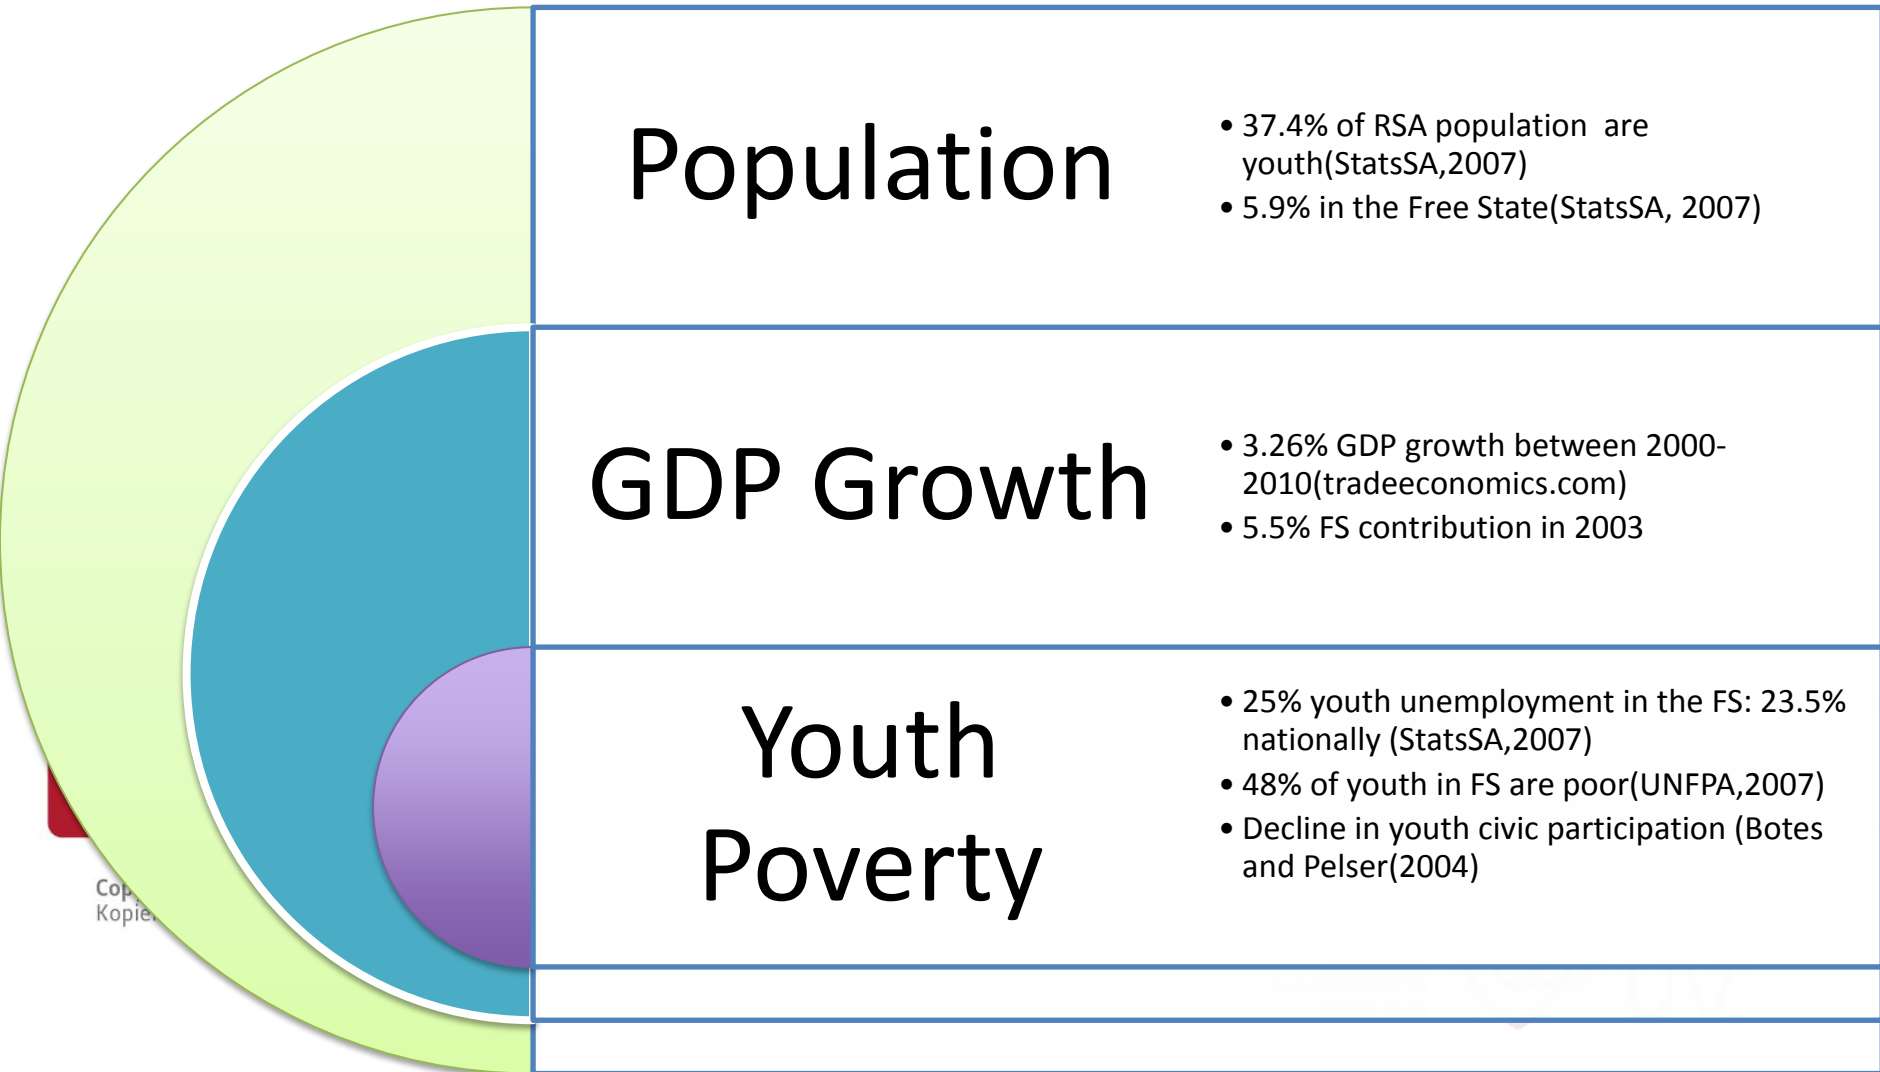 Population
• 37.4% of RSA population  are
youth(StatsSA,2007)
• 5.9% in the Free State(StatsSA, 2007)
GDP Growth
• 3.26% GDP growth between 2000-
2010(tradeeconomics.com)
• 5.5% FS contribution in 2003
Youth
Poverty
• 25% youth unemployment in the FS: 23.5%
nationally (StatsSA,2007)
• 48% of youth in FS are poor(UNFPA,2007)
• Decline in youth civic participation (Botes
and Pelser(2004)